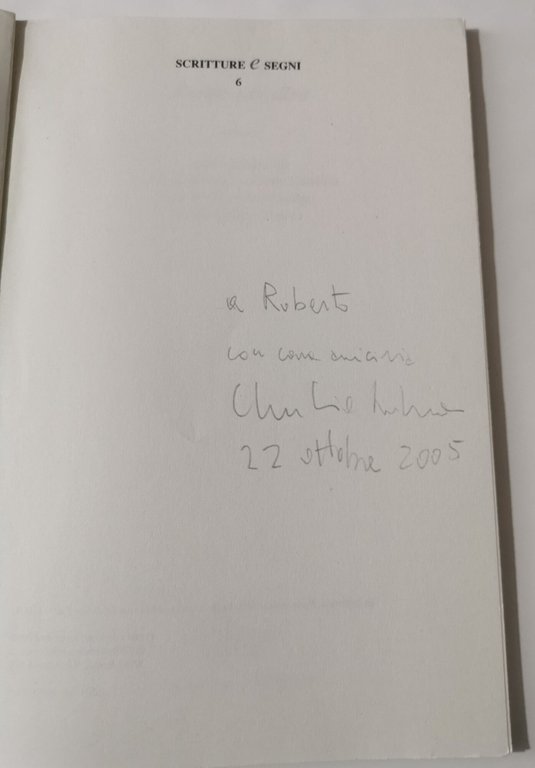 SCRITTURE e SEGNI
6
a Roberto
con cara amicizia
22 ottobre 2005